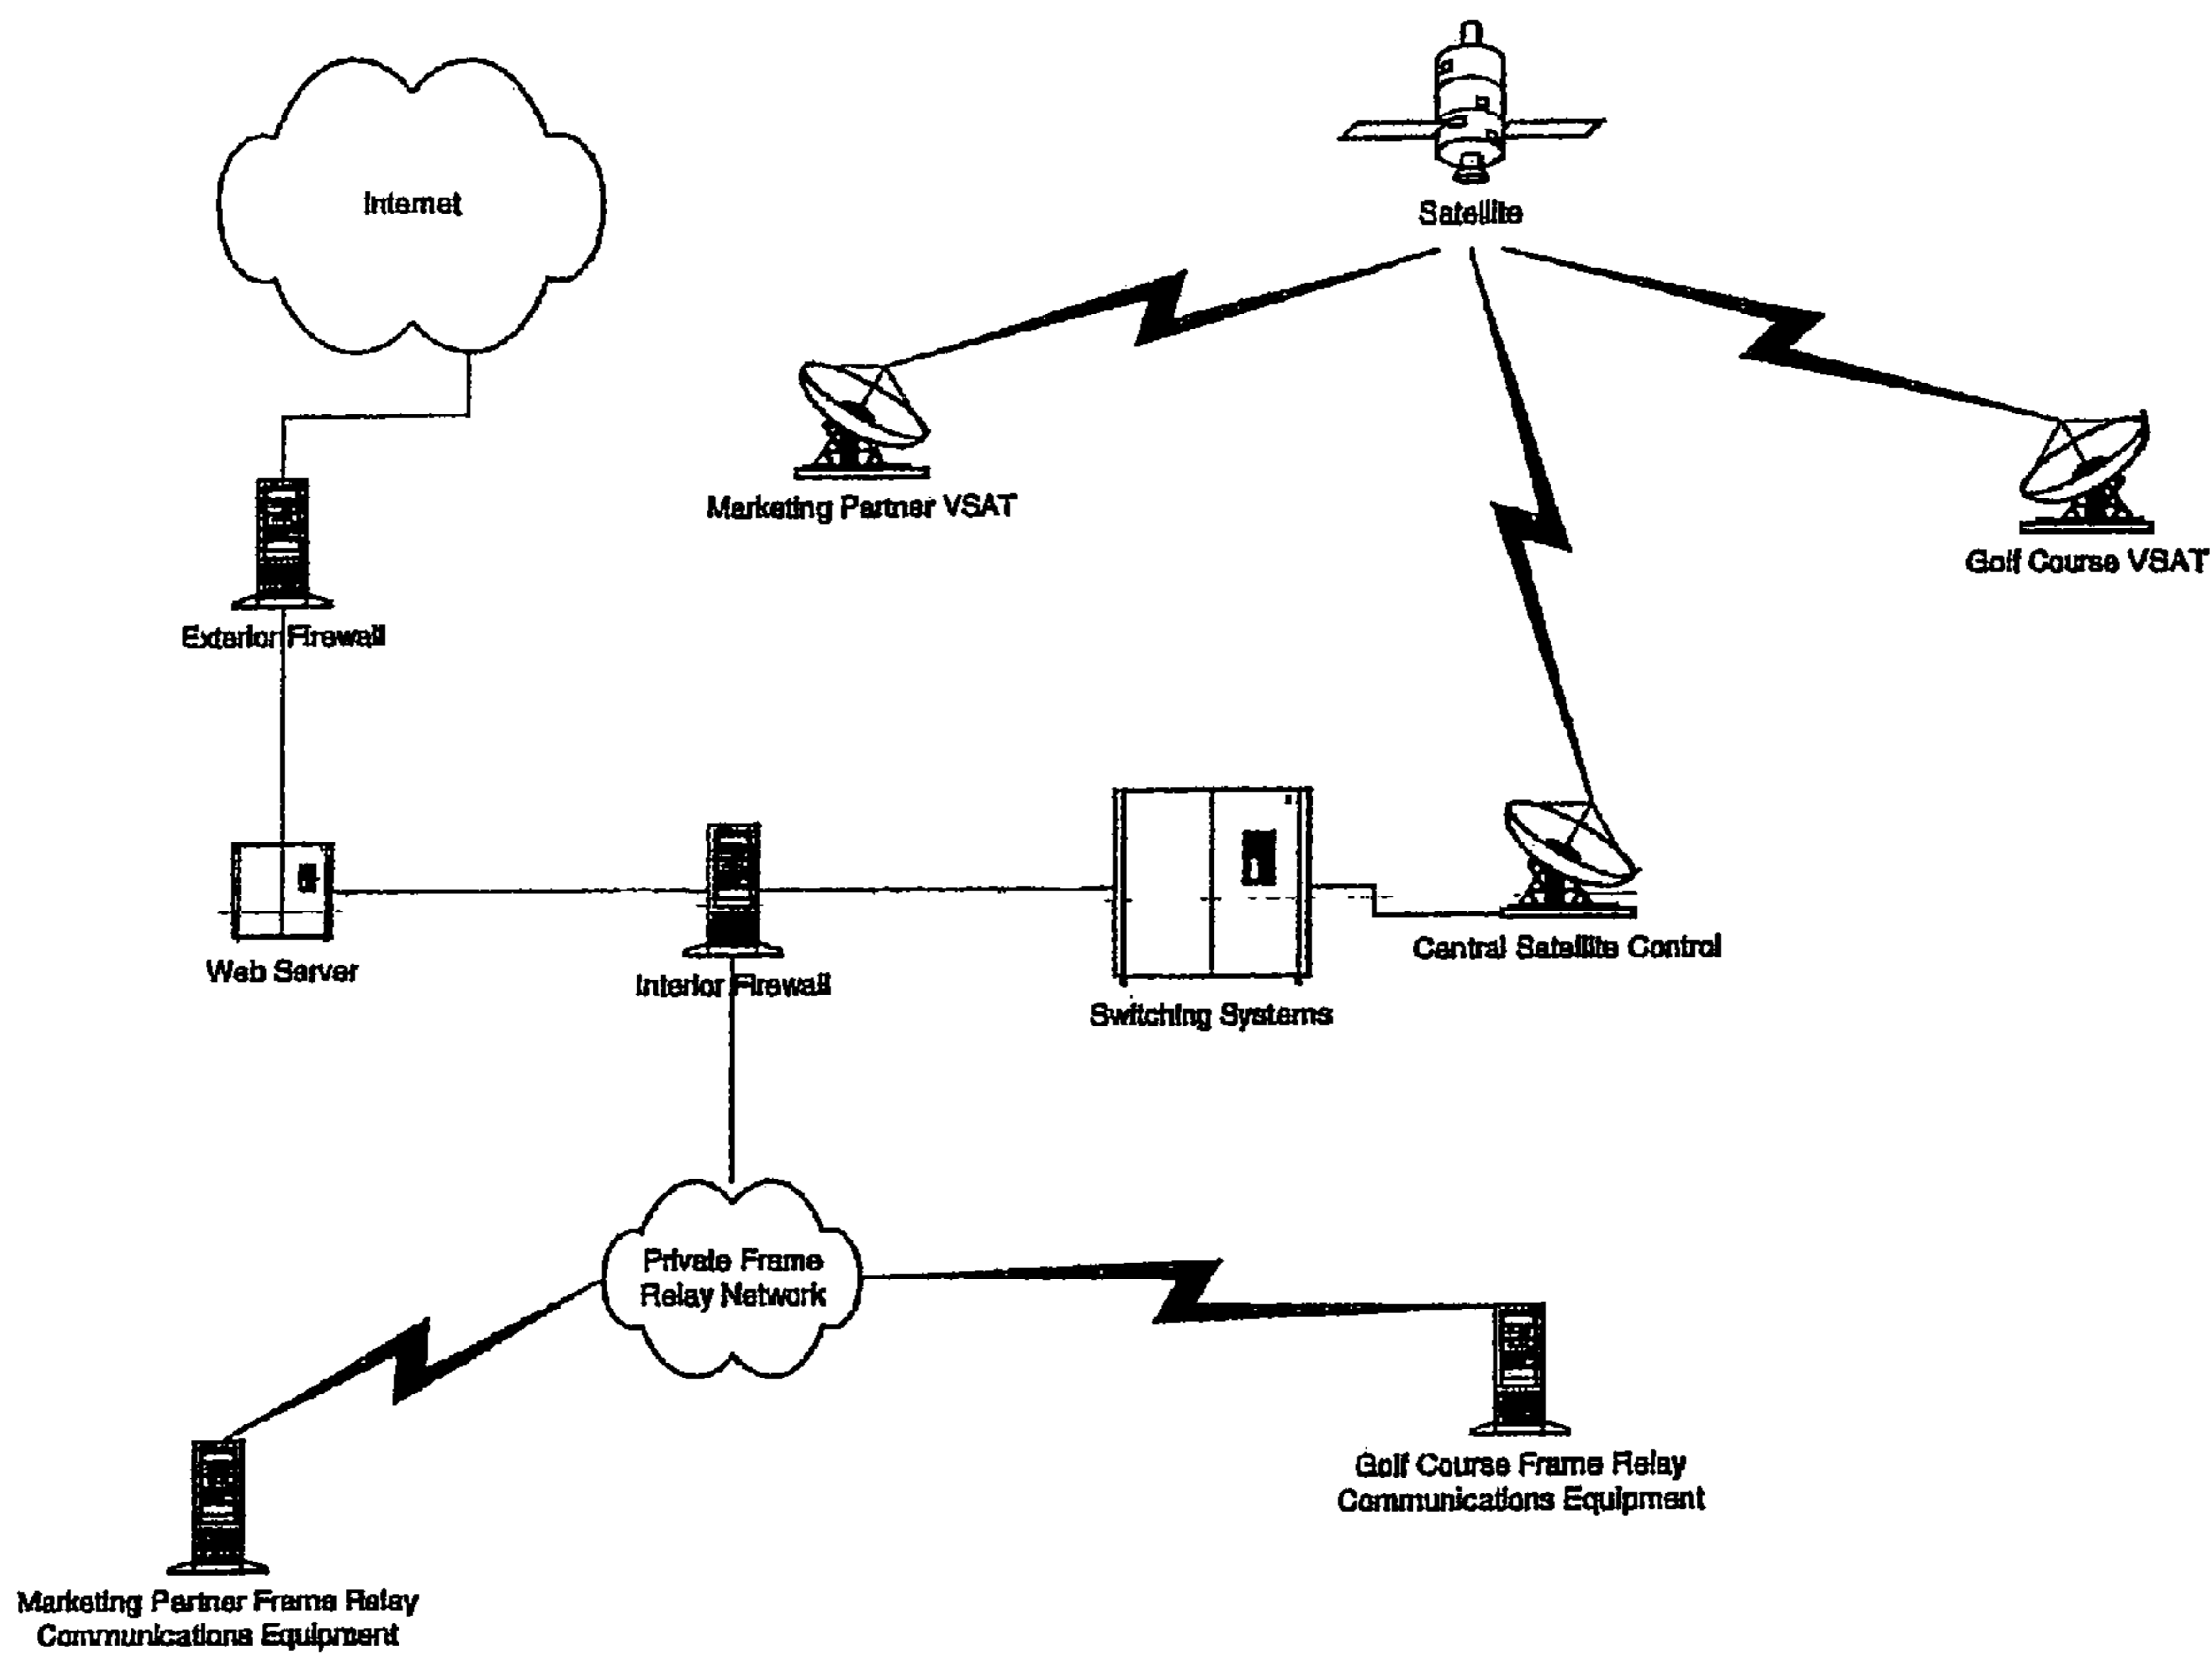 Internet
Satellite
Marketing Partner VSAT
Golf Course VSAT
Exterior Firewall
Web Server
Interior Firewall
Switching Systems
Central Satellite Control
Private Frame
Relay Network
Golf Course Frame Relay
Communications Equipment
Marketing Partner Frame Relay
Communications Equipment